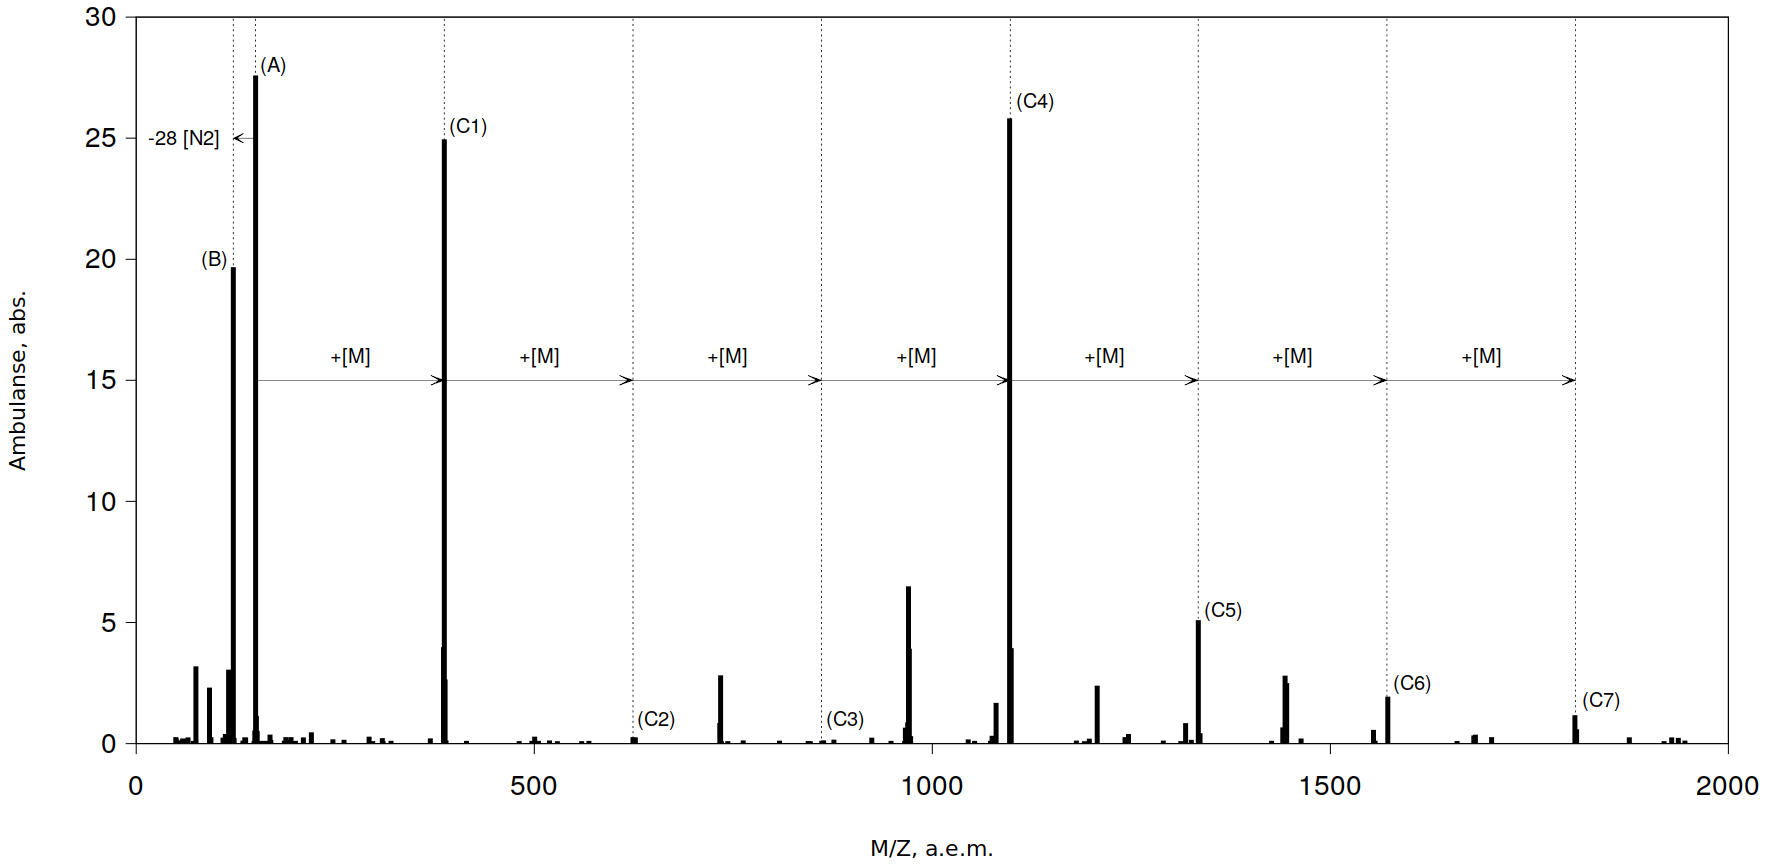 30
(A)
(C4)
(C1)
25
-28 [N2]
20
(B)
+[M] +[M] +[M] +[M] +[M] +[M] +[M]
15
Ambulanse, abs.
10
5
(C5)
(C6)
(C7)
(C2)
(C3)
0
0 500 1000 1500 2000
M/Z, a.e.m.